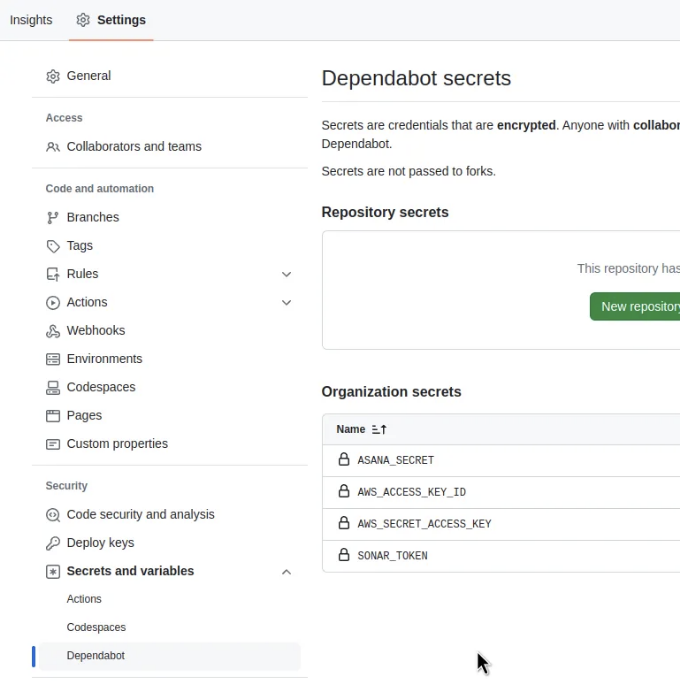 Insights
Settings
General
Access
Collaborators and teams
Code and automation
Branches
Tags
Rules
Actions
Webhooks
Environments
Codespaces
Pages
Custom properties
Security
Code security and analysis
Deploy keys
Secrets and variables
Actions
Codespaces
Dependabot
Dependabot secrets
Secrets are credentials that are encrypted. Anyone with collabor
Dependabot.
Secrets are not passed to forks.
Repository secrets
This repository has
New repository
Organization secrets
Name
ASANA_SECRET
AWS_ACCESS_KEY_ID
AWS_SECRET_ACCESS_KEY
SONAR_TOKEN